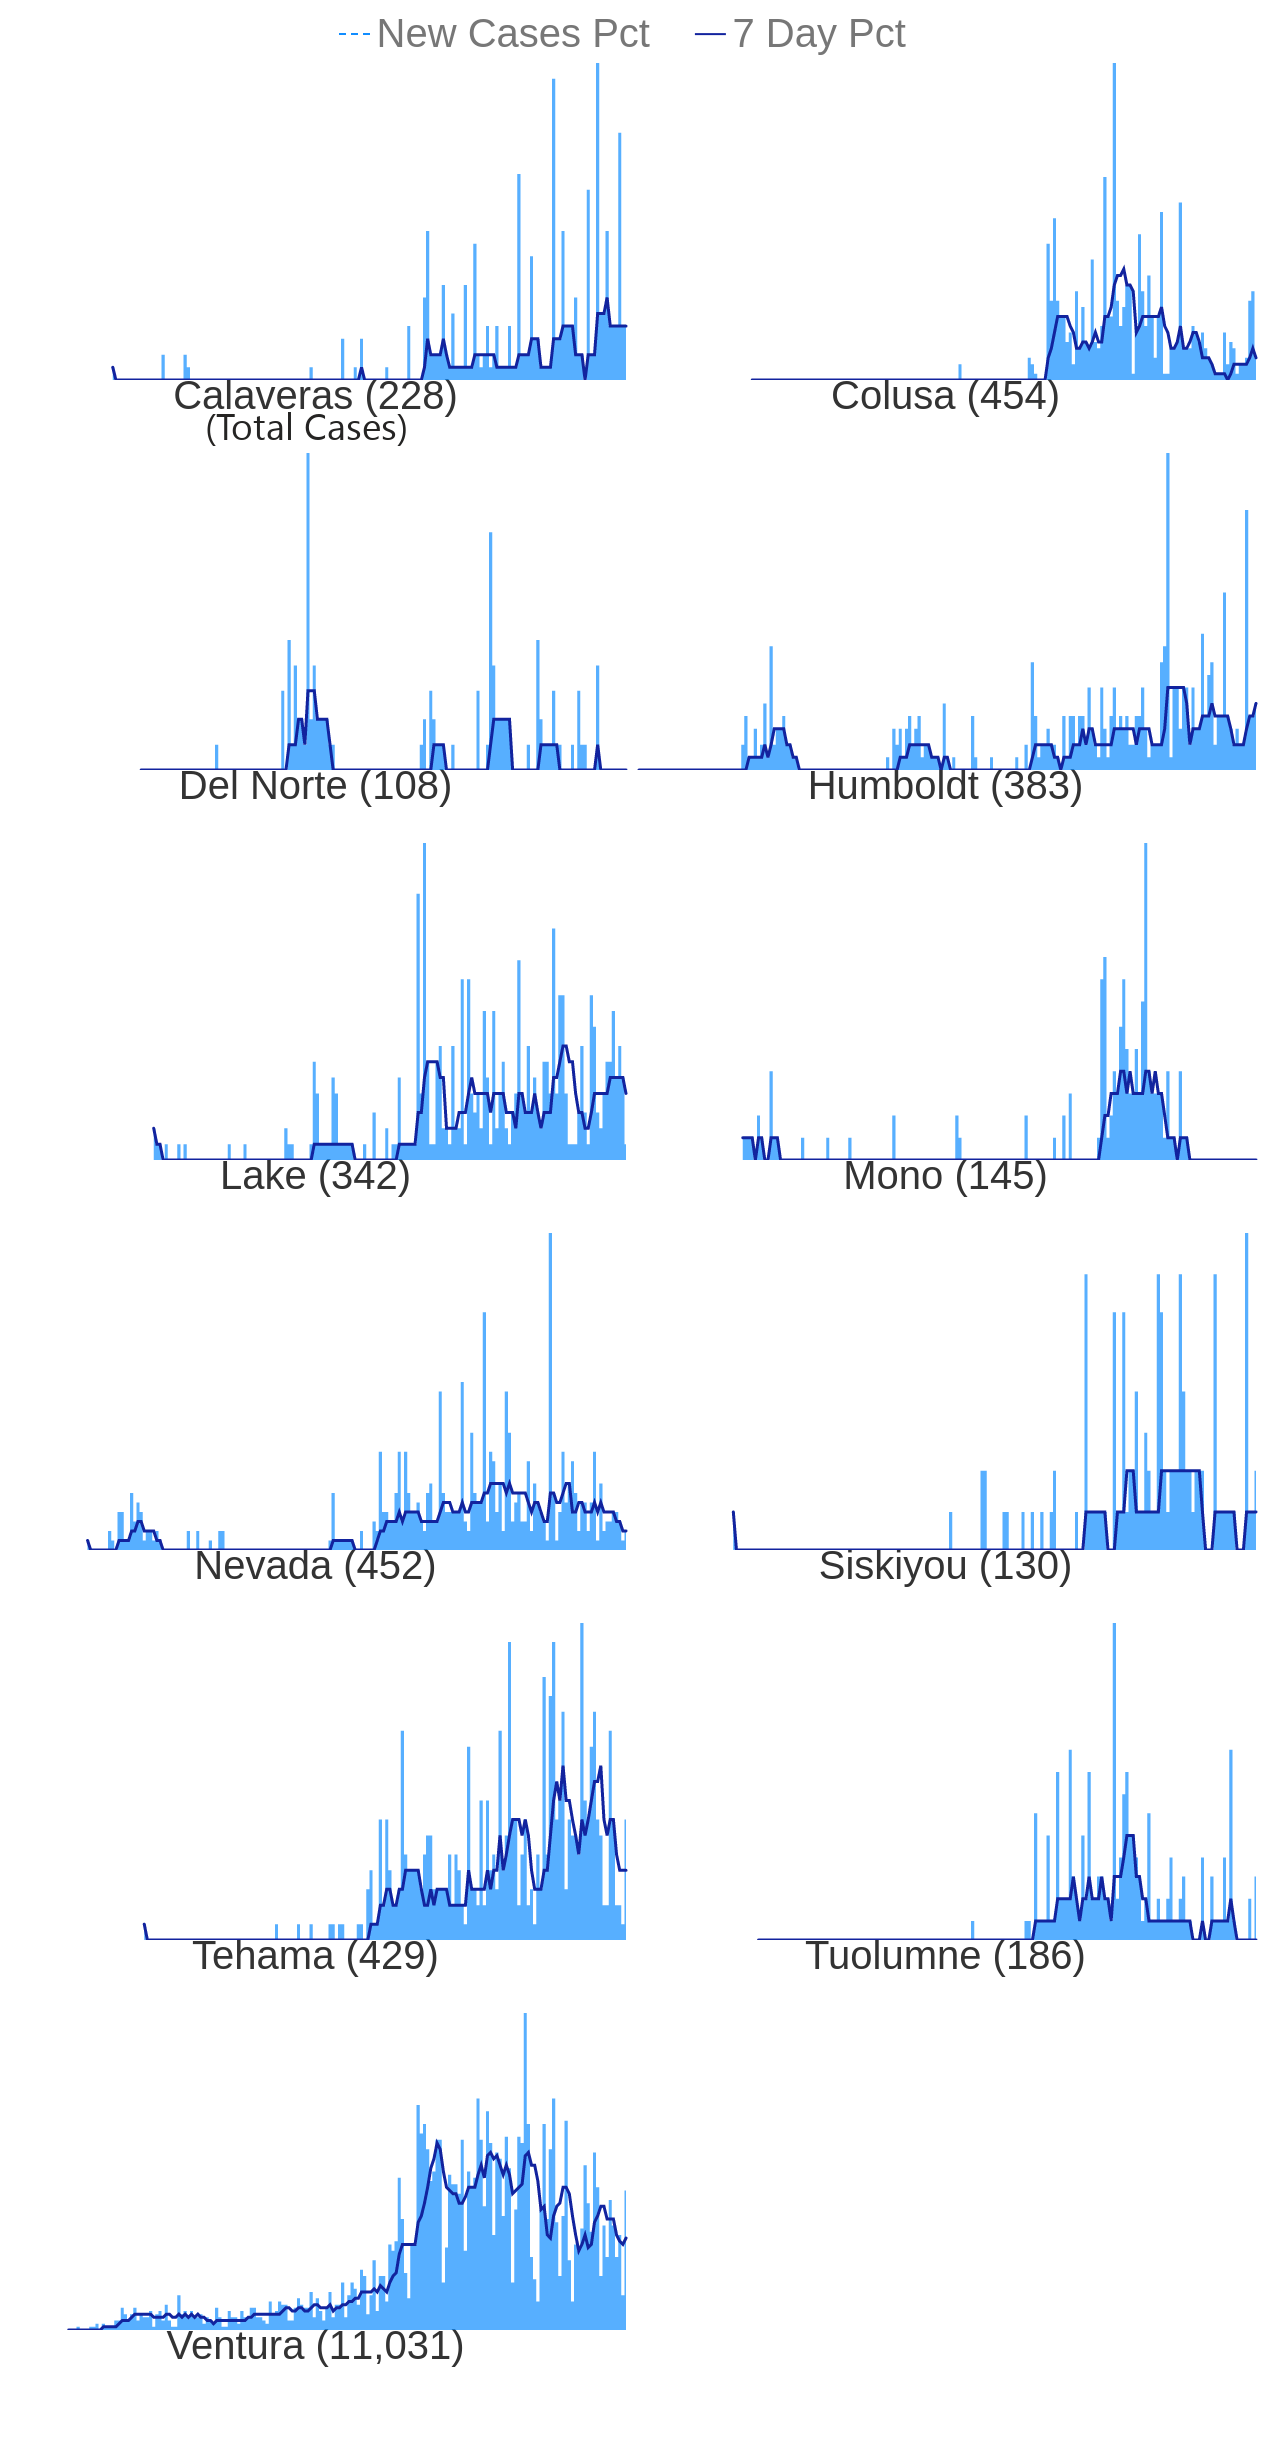 New Cases Pct 7 Day Pct
Calaveras (228) Colusa (454)
(Total Cases)
Del Norte (108) Humboldt (383)
Lake (342) Mono (145)
Nevada (452) Siskiyou (130)
Tehama (429) Tuolumne (186)
Ventura (11,031)